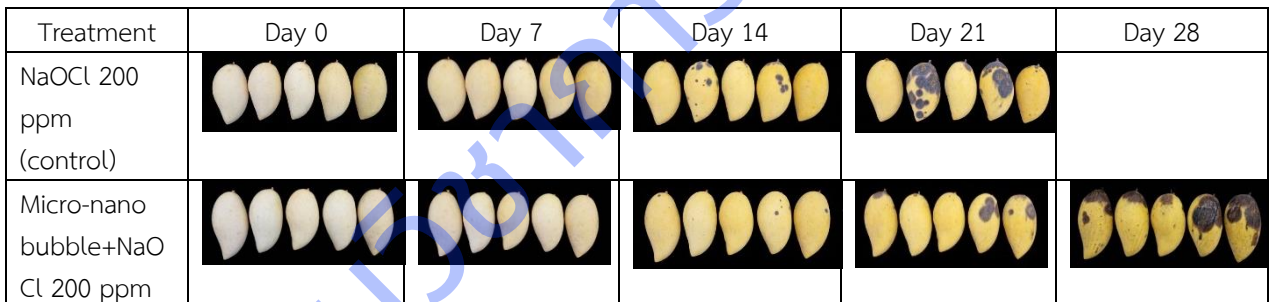 Treatment Day 0 Day 7 Day 14 Day 21 Day 28
NaOCl 200
ppm
(control)
Micro-nano
bubble+NaO
Cl 200 ppm